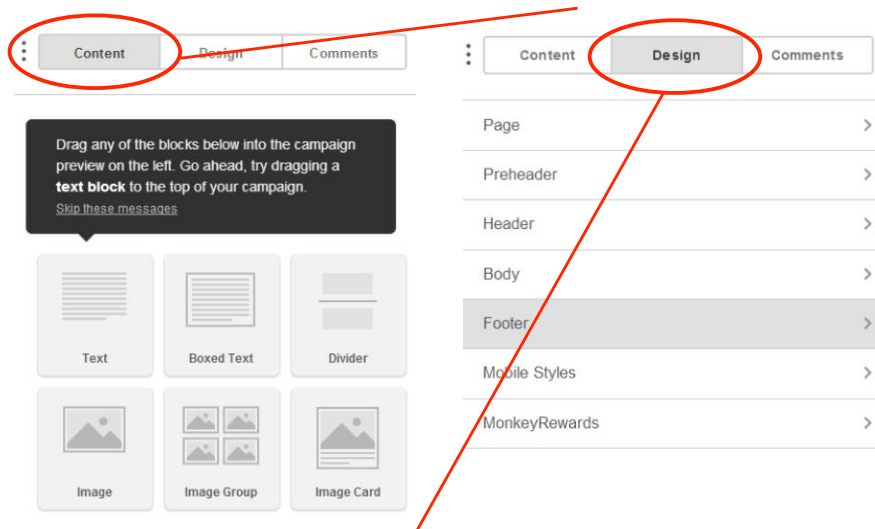 Content Design Comments
Drag any of the blocks below into the campaign
preview on the left. Go ahead, try dragging a
text block to the top of your campaign.
Skip these messages
Text Boxed Text Divider
Image Image Group Image Card
Content Design Comments
Page
Preheader
Header
Body
Footer
Mobile Styles
MonkeyRewards